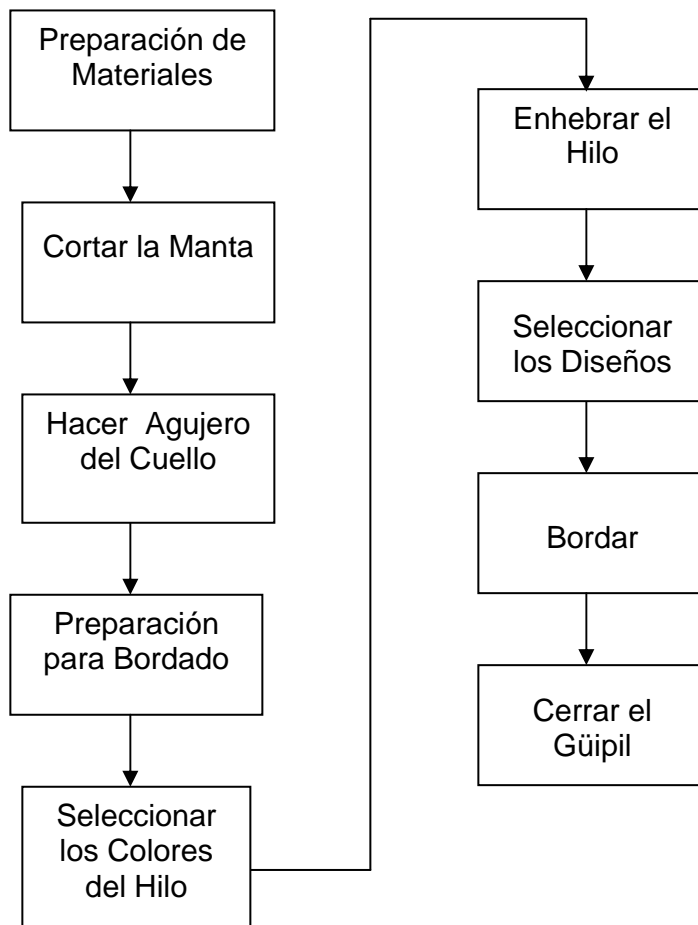 Preparación de
Materiales
Cortar la Manta
Hacer Agujero
del Cuello
Preparación
para Bordado
Seleccionar
los Colores
del Hilo
Enhebrar el
Hilo
Seleccionar
los Diseños
Bordar
Cerrar el
Güipil